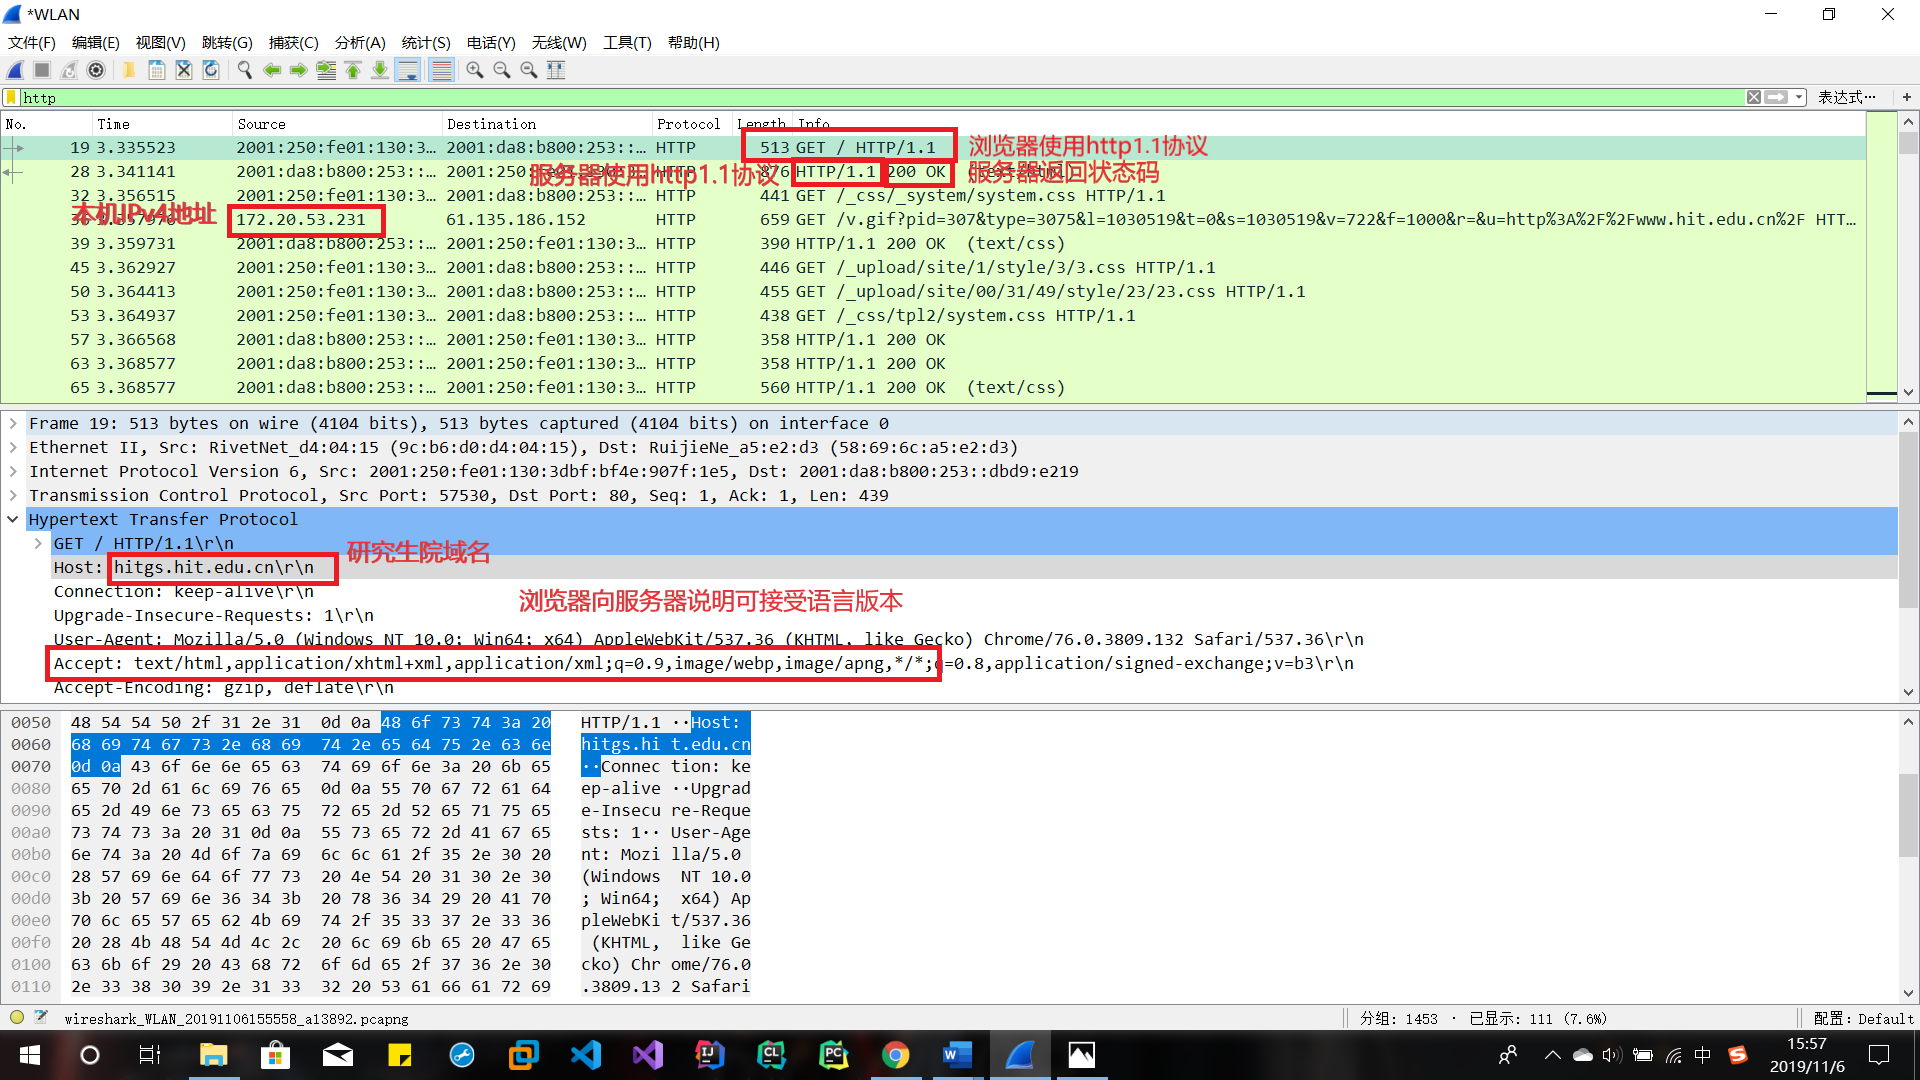 *WLAN
文件(F) 编辑(E) 视图(V) 跳转(G) 捕获(C) 分析(A) 统计(S) 电话(Y) 无线(W) 工具(T) 帮助(H)
http 表达式… +
No. Time Source Destination Protocol Length Info
19 3.335523 2001:250:fe01:130:3… 2001:da8:b800:253::… HTTP 513 GET / HTTP/1.1 浏览器使用http1.1协议
28 3.341141 2001:da8:b800:253::… HTTP 876 HTTP/1.1 200 OK 服务器返回状态码
服务器使用http1.1协议
32 3.356515 2001:250:fe01:130:3… 2001:da8:b800:253::… HTTP 441 GET /_css/_system/system.css HTTP/1.1
本机IPv4地址 172.20.53.231 61.135.186.152 HTTP 659 GET /v.gif?pid=307&type=3075&l=1030519&t=0&s=1030519&v=722&f=1000&r=&u=http%3A%2F%2Fwww.hit.edu.cn%2F HTT…
39 3.359731 2001:da8:b800:253::… 2001:250:fe01:130:3… HTTP 390 HTTP/1.1 200 OK (text/css)
45 3.362927 2001:250:fe01:130:3… 2001:da8:b800:253::… HTTP 446 GET /_upload/site/1/style/3/3.css HTTP/1.1
50 3.364413 2001:250:fe01:130:3… 2001:da8:b800:253::… HTTP 455 GET /_upload/site/00/31/49/style/23/23.css HTTP/1.1
53 3.364937 2001:250:fe01:130:3… 2001:da8:b800:253::… HTTP 438 GET /_css/tpl2/system.css HTTP/1.1
57 3.366568 2001:da8:b800:253::… 2001:250:fe01:130:3… HTTP 358 HTTP/1.1 200 OK
63 3.368577 2001:da8:b800:253::… 2001:250:fe01:130:3… HTTP 358 HTTP/1.1 200 OK
65 3.368577 2001:da8:b800:253::… 2001:250:fe01:130:3… HTTP 560 HTTP/1.1 200 OK (text/css)
Frame 19: 513 bytes on wire (4104 bits), 513 bytes captured (4104 bits) on interface 0
Ethernet II, Src: RivetNet_d4:04:15 (9c:b6:d0:d4:04:15), Dst: RuijieNe_a5:e2:d3 (58:69:6c:a5:e2:d3)
Internet Protocol Version 6, Src: 2001:250:fe01:130:3dbf:bf4e:907f:1e5, Dst: 2001:da8:b800:253::dbd9:e219
Transmission Control Protocol, Src Port: 57530, Dst Port: 80, Seq: 1, Ack: 1, Len: 439
Hypertext Transfer Protocol
GET / HTTP/1.1\r\n
Host: hitgs.hit.edu.cn\r\n 研究生院域名
Connection: keep-alive\r\n
Upgrade-Insecure-Requests: 1\r\n 浏览器向服务器说明可接受语言版本
User-Agent: Mozilla/5.0 (Windows NT 10.0; Win64; x64) AppleWebKit/537.36 (KHTML, like Gecko) Chrome/76.0.3809.132 Safari/537.36\r\n
Accept: text/html,application/xhtml+xml,application/xml;q=0.9,image/webp,image/apng,*/*;q=0.8,application/signed-exchange;v=b3\r\n
Accept-Encoding: gzip, deflate\r\n
0050 48 54 54 50 2f 31 2e 31 0d 0a 48 6f 73 74 3a 20 HTTP/1.1 ··Host:
0060 68 69 74 67 73 2e 68 69 74 2e 65 64 75 2e 63 6e hitgs.hi t.edu.cn
0070 0d 0a 43 6f 6e 6e 65 63 74 69 6f 6e 3a 20 6b 65 ··Connec tion: ke
0080 65 70 2d 61 6c 69 76 65 0d 0a 55 70 67 72 61 64 ep-alive ··Upgrad
0090 65 2d 49 6e 73 65 63 75 72 65 2d 52 65 71 75 65 e-Insecu re-Reque
00a0 73 74 73 3a 20 31 0d 0a 55 73 65 72 2d 41 67 65 sts: 1·· User-Age
00b0 6e 74 3a 20 4d 6f 7a 69 6c 6c 61 2f 35 2e 30 20 nt: Mozi lla/5.0
00c0 28 57 69 6e 64 6f 77 73 20 4e 54 20 31 30 2e 30 (Windows NT 10.0
00d0 3b 20 57 69 6e 36 34 3b 20 78 36 34 29 20 41 70 ; Win64; x64) Ap
00e0 70 6c 65 57 65 62 4b 69 74 2f 35 33 37 2e 33 36 pleWebKi t/537.36
00f0 20 28 4b 48 54 4d 4c 2c 20 6c 69 6b 65 20 47 65 (KHTML, like Ge
0100 63 6b 6f 29 20 43 68 72 6f 6d 65 2f 37 36 2e 30 cko) Chr ome/76.0
0110 2e 33 38 30 39 2e 31 33 32 20 53 61 66 61 72 69 .3809.13 2 Safari
wireshark_WLAN_20191106155558_a13892.pcapng 分组: 1453 · 已显示: 111 (7.6%) 配置: Default
中 15:57
2019/11/6